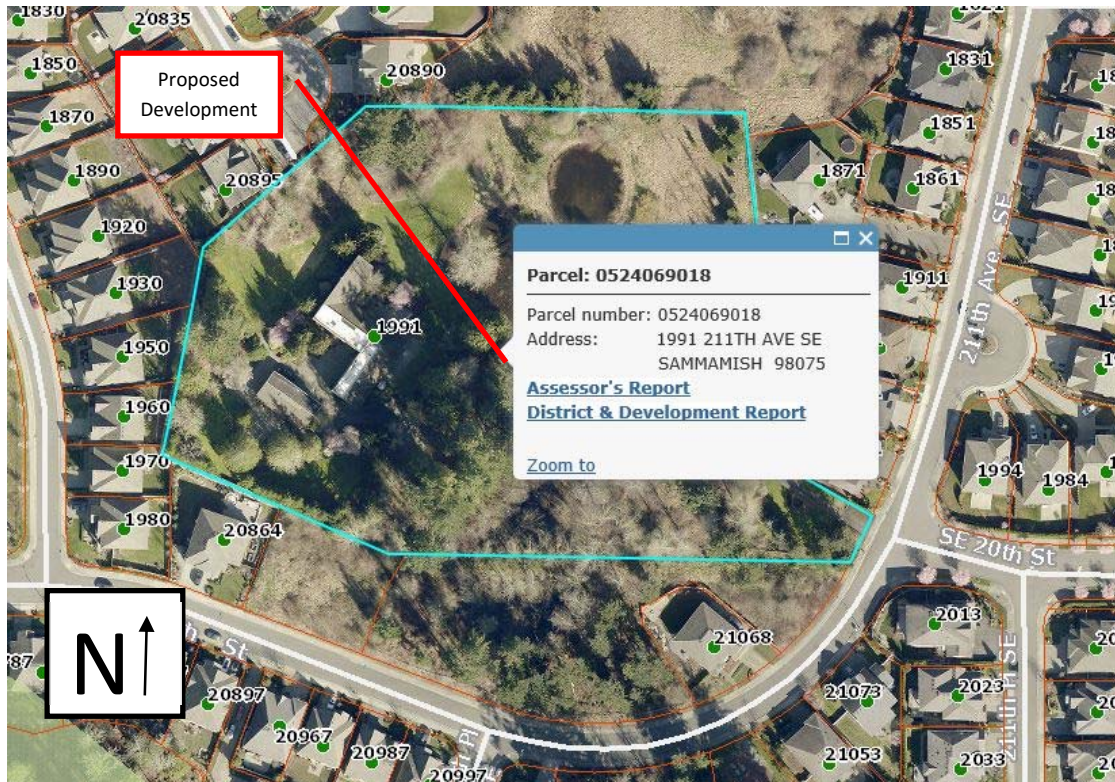 1830
20835
1850
20890
Proposed
Development
1831
1870
1851
1890
20895
1871
1861
1920
211th Ave SE
1930
Parcel: 0524069018
1911
Parcel number: 0524069018
Address: 1991 211TH AVE SE
SAMMAMISH 98075
1991
1950
Assessor's Report
District & Development Report
1960
Zoom to
1970
1994
1984
1980
20864
SE 20th St
N
St
2013
21068
20897
21073
2023
20967
20987
Pl
21053
2033
20997